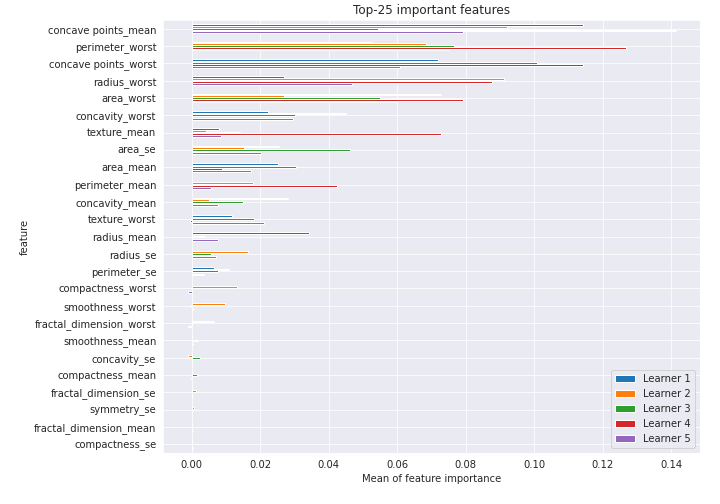 Top-25 important features
concave points_mean
perimeter_worst
concave points_worst
radius_worst
area_worst
concavity_worst
texture_mean
area_se
area_mean
perimeter_mean
concavity_mean
texture_worst
radius_mean
radius_se
perimeter_se
compactness_worst
smoothness_worst
fractal_dimension_worst
smoothness_mean
concavity_se
compactness_mean
fractal_dimension_se
symmetry_se
fractal_dimension_mean
compactness_se
feature
Learner 1
Learner 2
Learner 3
Learner 4
Learner 5
0.00 0.02 0.04 0.06 0.08 0.10 0.12 0.14
Mean of feature importance